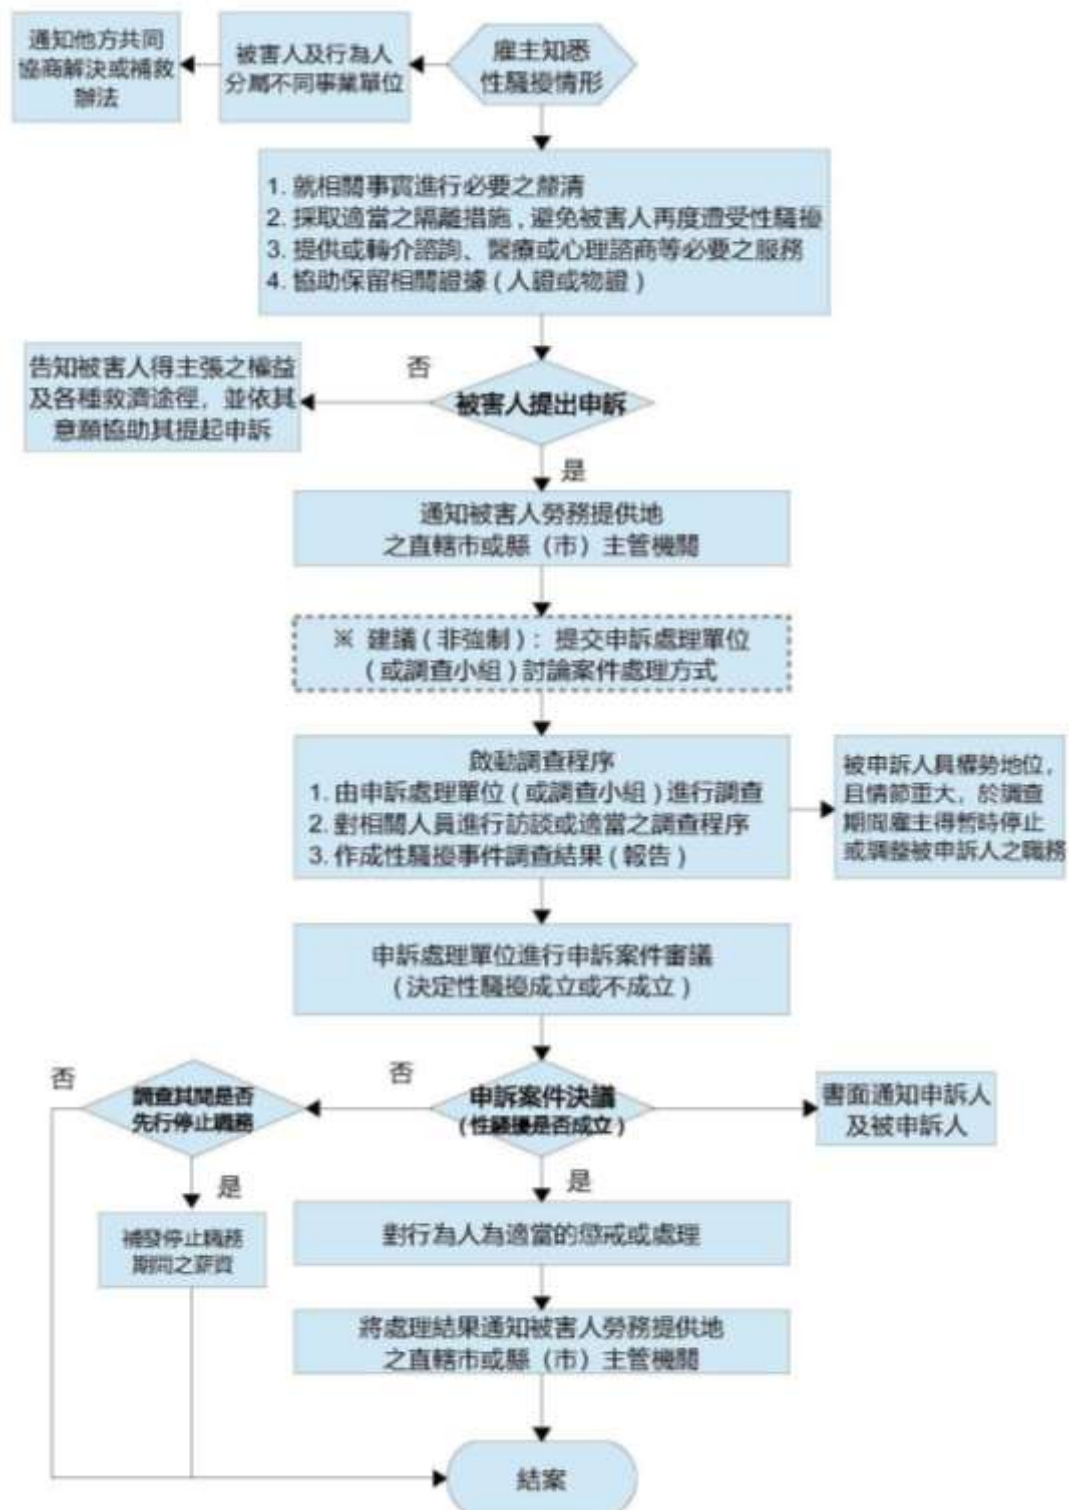 雇主知悉
性騷擾情形
被害人及行為人
分屬不同事業單位
通知他方共同
協商解決或補救
辦法
1. 就相關事實進行必要之釐清
2. 採取適當之隔離措施，避免被害人再度遭受性騷擾
3. 提供或轉介諮詢、醫療或心理諮商等必要之服務
4. 協助保留相關證據（人證或物證）
被害人提出申訴
否
告知被害人得主張之權益
及各種救濟途徑，並依其
意願協助其提起申訴
是
通知被害人勞務提供地
之直轄市或縣（市）主管機關
※ 建議（非強制）：提交申訴處理單位
（或調查小組）討論案件處理方式
啟動調查程序
1. 由申訴處理單位（或調查小組）進行調查
2. 對相關人員進行訪談或適當之調查程序
3. 作成性騷擾事件調查結果（報告）
被申訴人具權勢地位，
且情節重大，於調查
期間雇主得暫時停止
或調整被申訴人之職務
申訴處理單位進行申訴案件審議
（決定性騷擾成立或不成立）
申訴案件決議
（性騷擾是否成立）
書面通知申訴人
及被申訴人
否
調查其間是否
先行停止職務
否
是
補發停止職務
期間之薪資
是
對行為人為適當的懲戒或處理
將處理結果通知被害人勞務提供地
之直轄市或縣（市）主管機關
結案